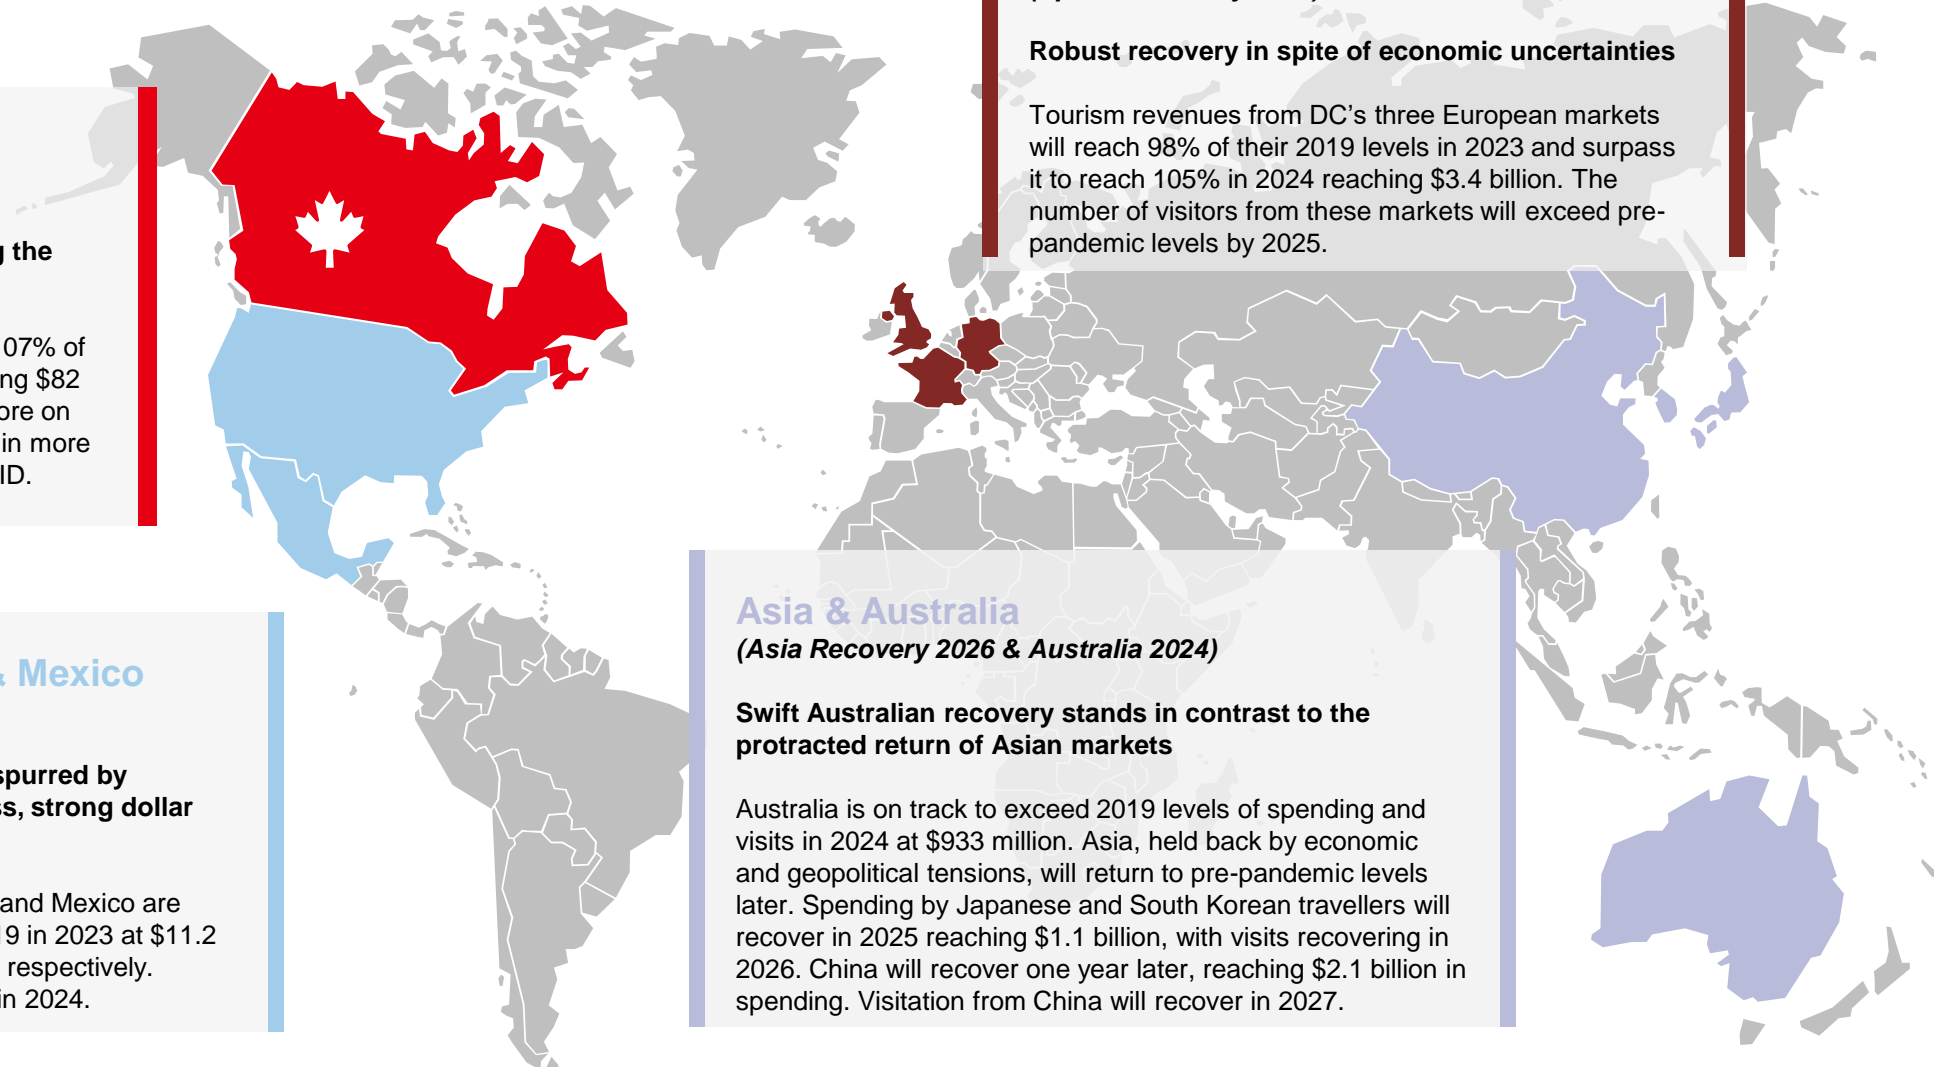 Robust recovery in spite of economic uncertainties
Tourism revenues from DC's three European markets
will reach 98% of their 2019 levels in 2023 and surpass
it to reach 105% in 2024 reaching $3.4 billion. The
number of visitors from these markets will exceed pre-
pandemic levels by 2025.
the
07% of
$82
on
in more
ID.
& Mexico
spurred by
strong dollar
and Mexico are
in 2023 at $11.2
respectively.
in 2024.
Asia & Australia
(Asia Recovery 2026 & Australia 2024)
Swift Australian recovery stands in contrast to the
protracted return of Asian markets
Australia is on track to exceed 2019 levels of spending and
visits in 2024 at $933 million. Asia, held back by economic
and geopolitical tensions, will return to pre-pandemic levels
later. Spending by Japanese and South Korean travellers will
recover in 2025 reaching $1.1 billion, with visits recovering in
2026. China will recover one year later, reaching $2.1 billion in
spending. Visitation from China will recover in 2027.